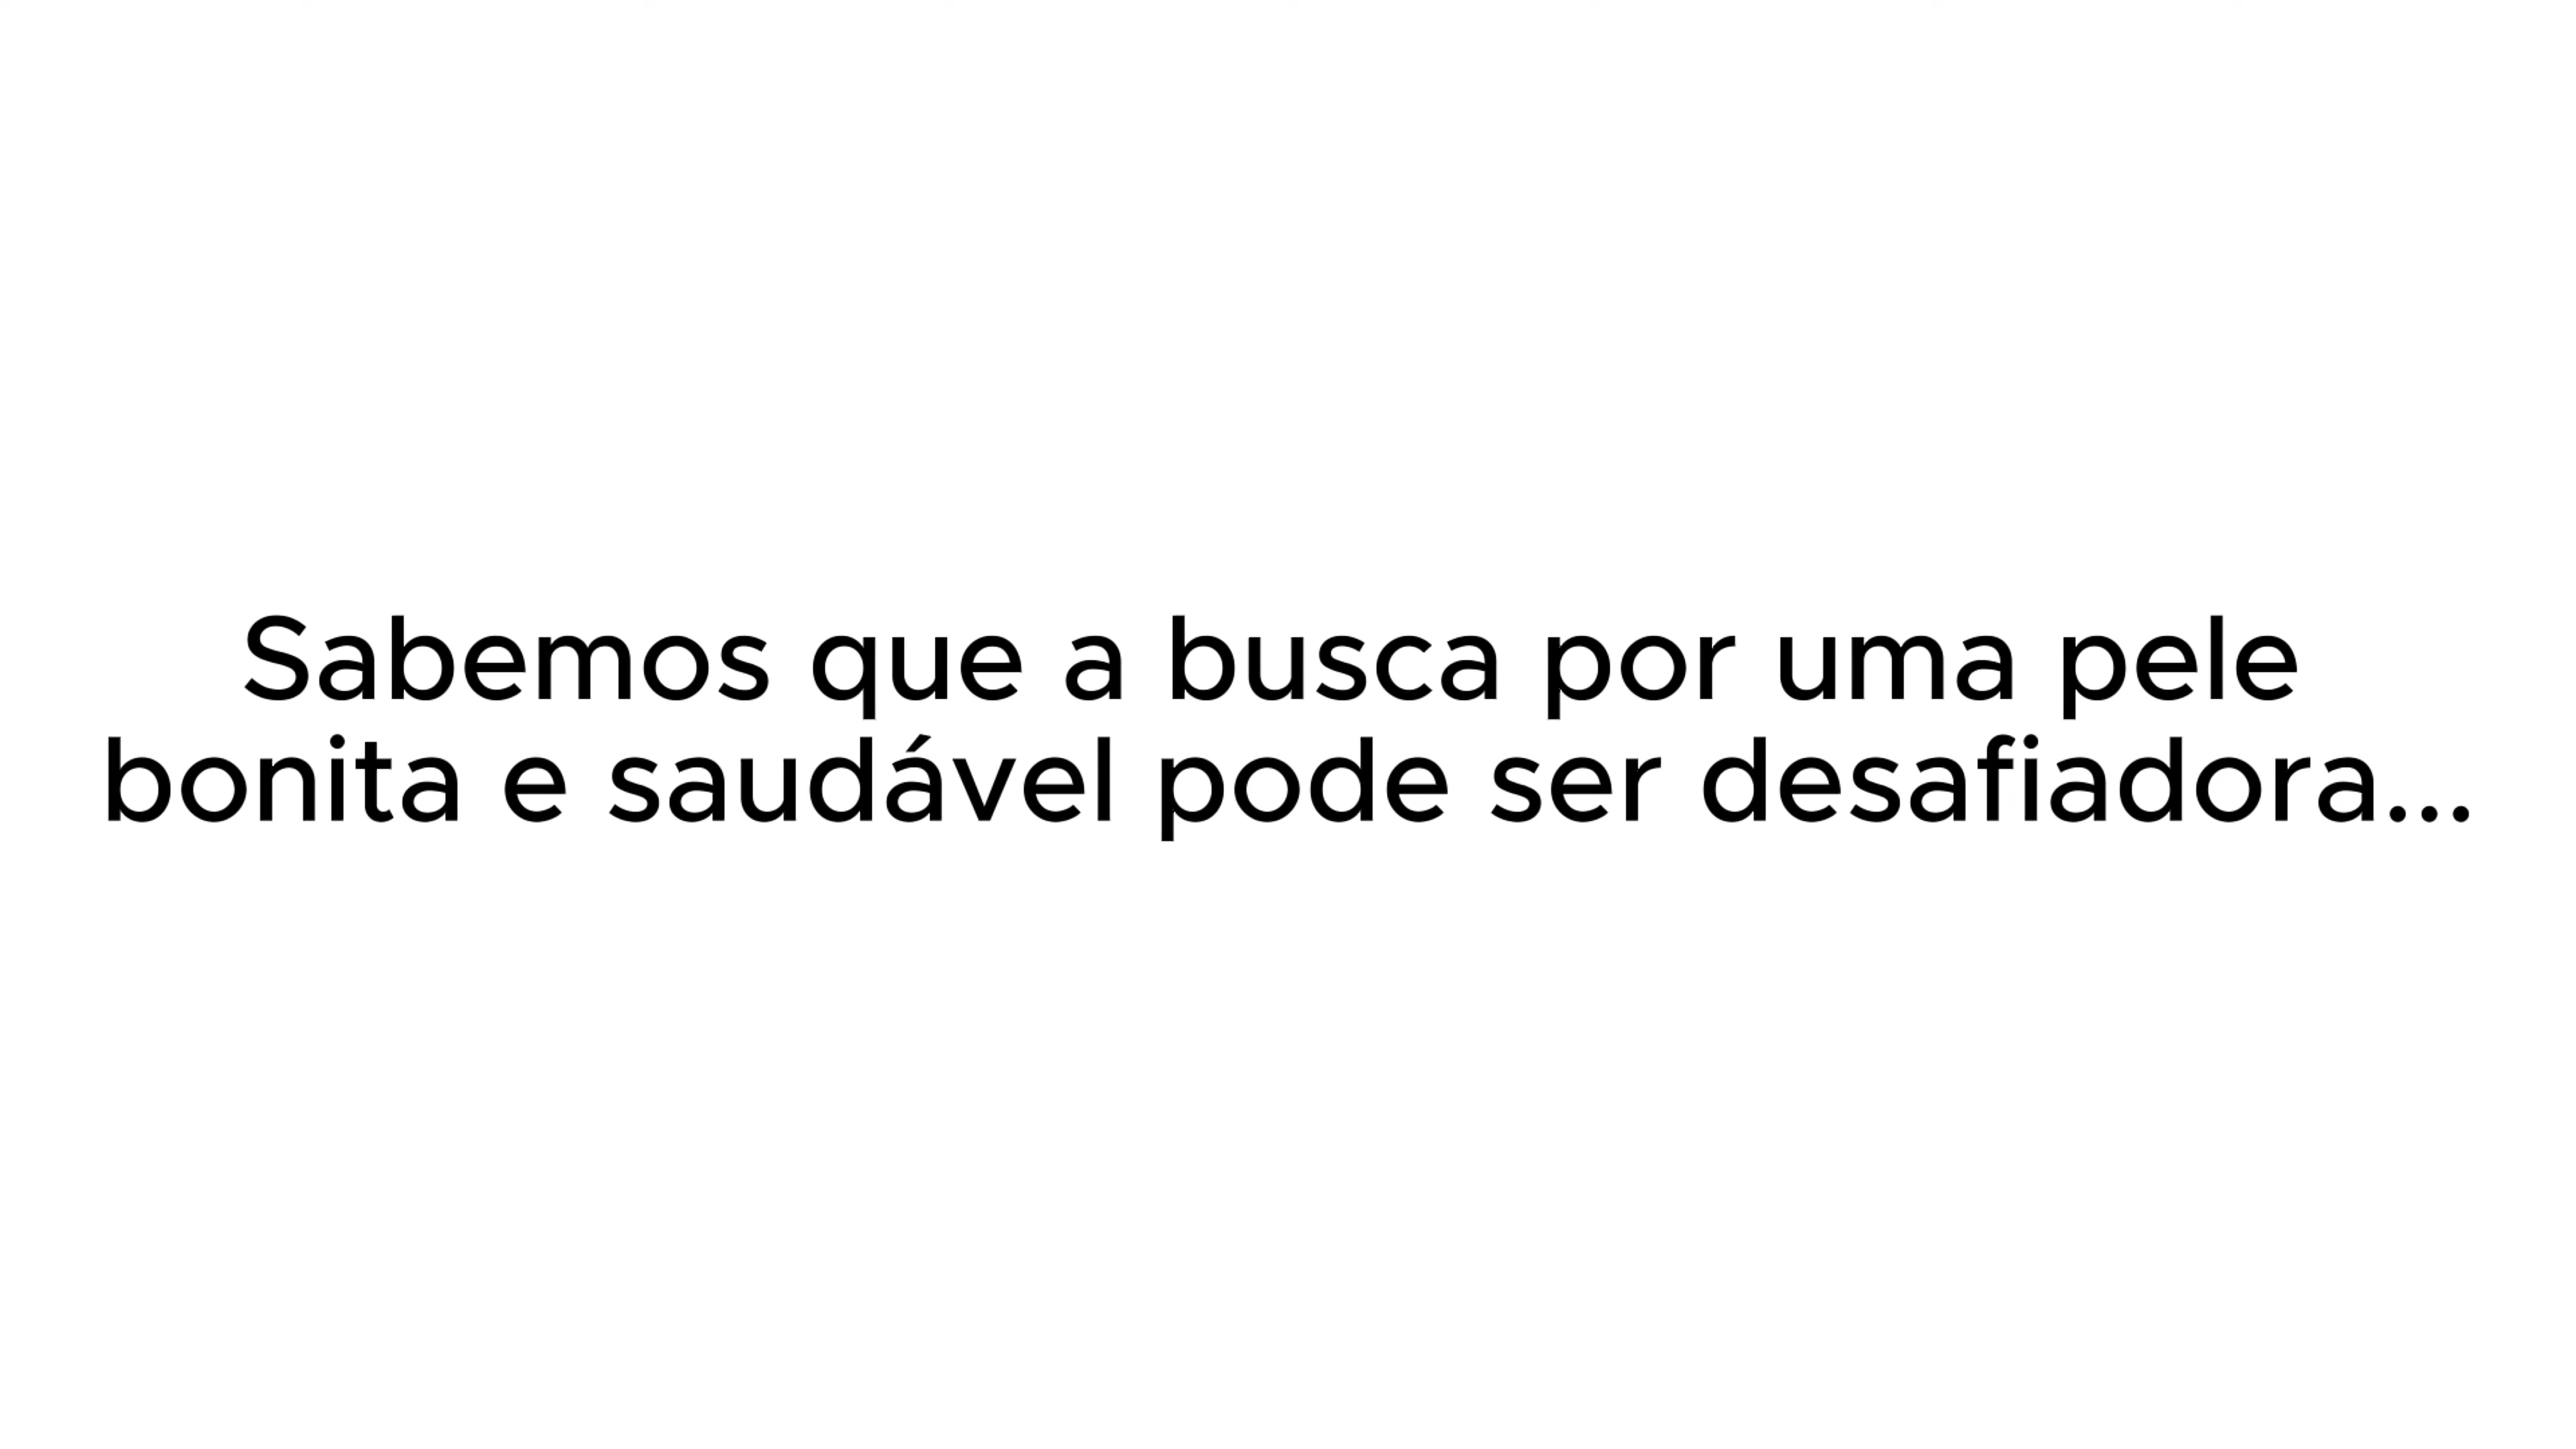 Sabemos que a busca por uma pele
bonita e saudável pode ser desafiadora...